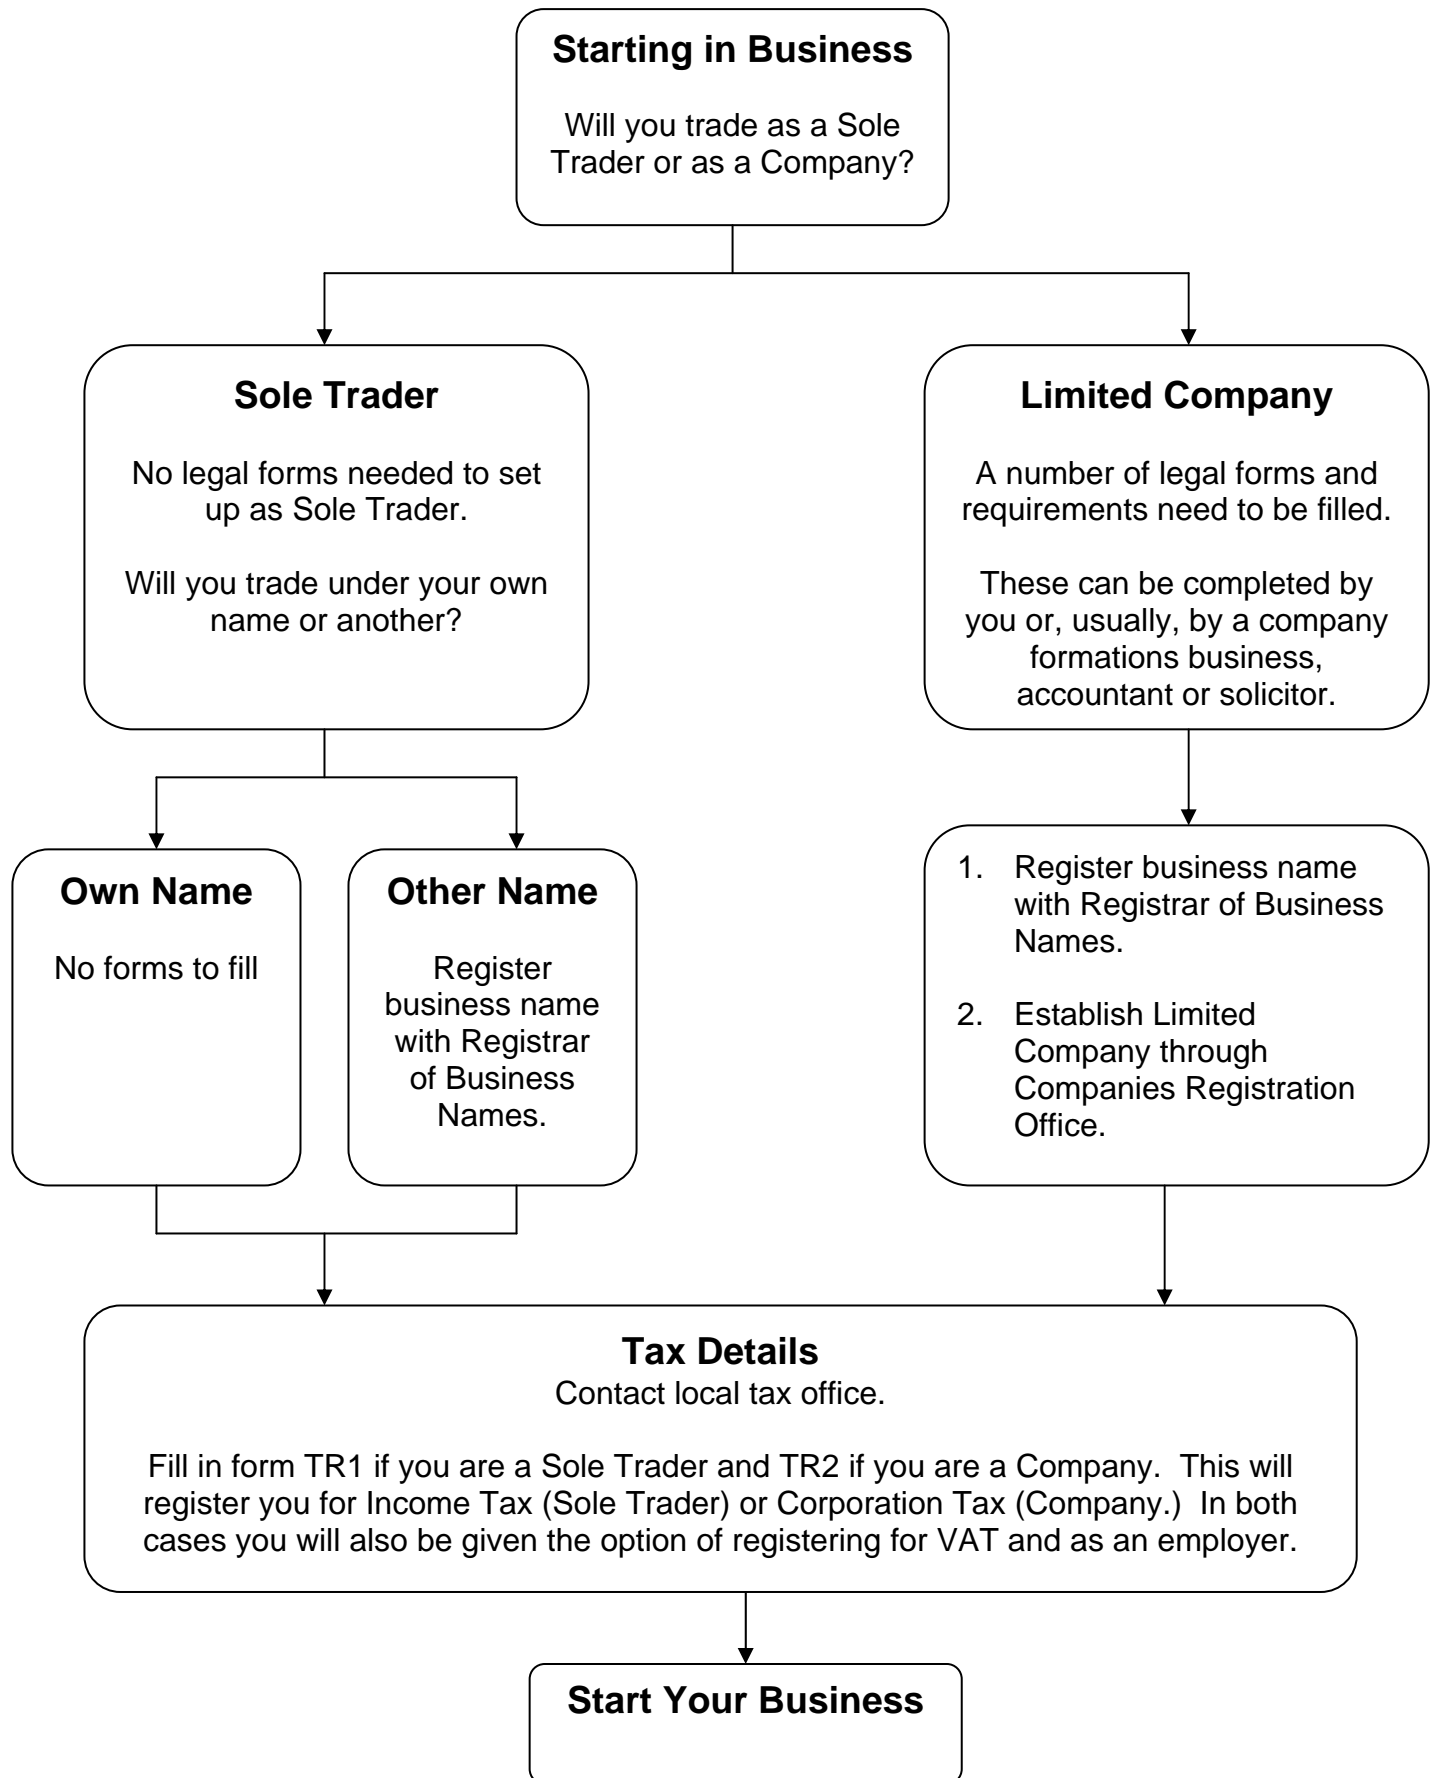 Starting in Business
Will you trade as a Sole
Trader or as a Company?
Sole Trader
No legal forms needed to set
up as Sole Trader.
Will you trade under your own
name or another?
Limited Company
A number of legal forms and
requirements need to be filled.
These can be completed by
you or, usually, by a company
formations business,
accountant or solicitor.
Own Name
No forms to fill
Other Name
Register
business name
with Registrar
of Business
Names.
1. Register business name
with Registrar of Business
Names.
2. Establish Limited
Company through
Companies Registration
Office.
Tax Details
Contact local tax office.
Fill in form TR1 if you are a Sole Trader and TR2 if you are a Company. This will
register you for Income Tax (Sole Trader) or Corporation Tax (Company.) In both
cases you will also be given the option of registering for VAT and as an employer.
Start Your Business